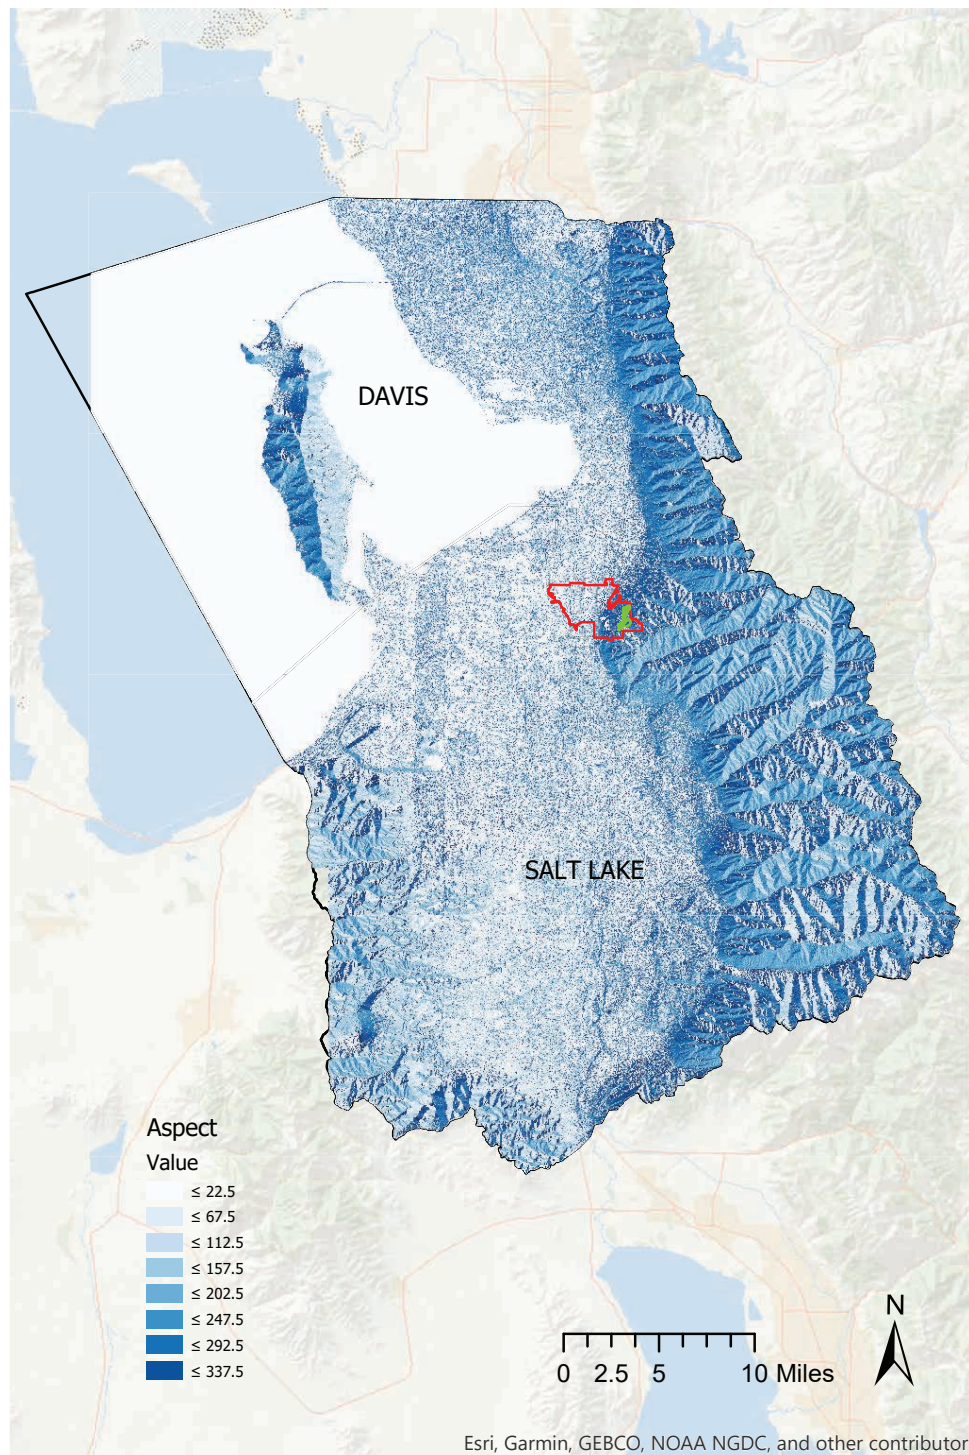 DAVIS
SALT LAKE
Aspect
Value
≤ 22.5
≤ 67.5
≤ 112.5
≤ 157.5
≤ 202.5
≤ 247.5
≤ 292.5
≤ 337.5
N
0 2.5 5 10 Miles
Esri, Garmin, GEBCO, NOAA NGDC, and other contributor